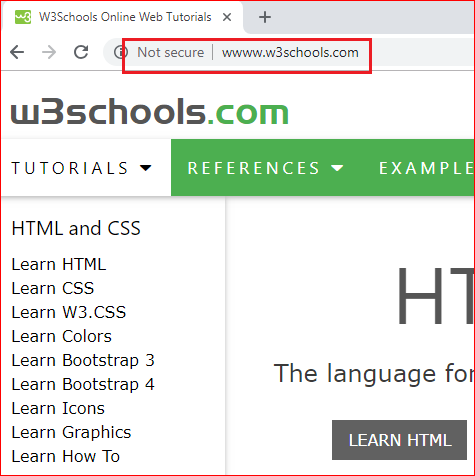 W3Schools Online Web Tutorials
Not secure | wwww.w3schools.com
w3schools.com
TUTORIALS REFERENCES EXAMPLE
HTML and CSS
Learn HTML
Learn CSS
Learn W3.CSS
Learn Colors
Learn Bootstrap 3
Learn Bootstrap 4
Learn Icons
Learn Graphics
Learn How To
HT
The language for
LEARN HTML